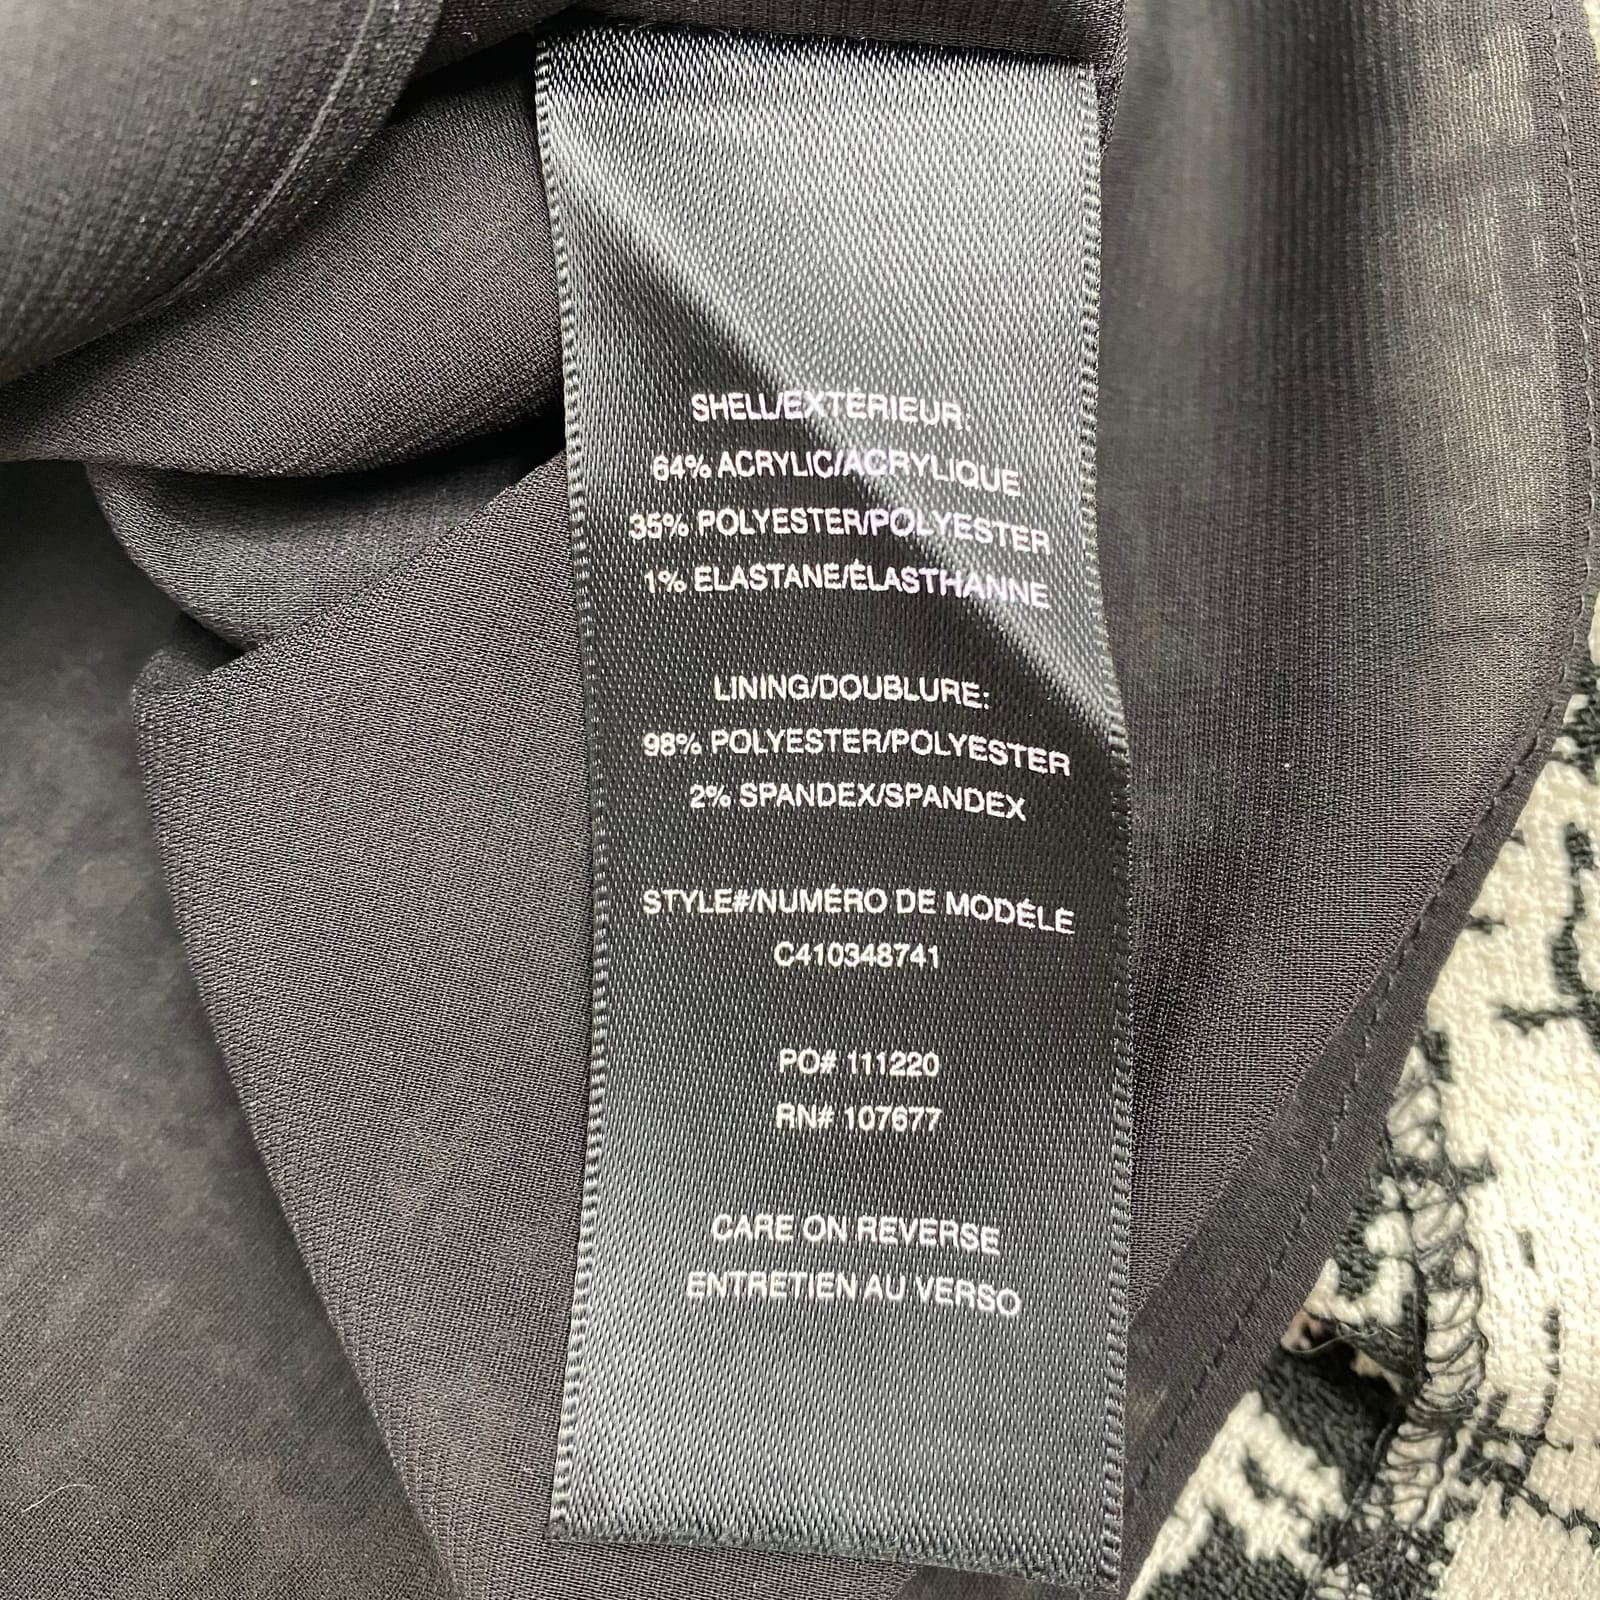 SHELL/EXTÉRIEUR:
64% ACRYLIC/ACRYLIQUE
35% POLYESTER/POLYESTER
1% ELASTANE/ÉLASTHANNE
LINING/DOUBLURE:
98% POLYESTER/POLYESTER
2% SPANDEX/SPANDEX
STYLE#/NUMÉRO DE MODÉLE
C410348741
PO# 111220
RN# 107677
CARE ON REVERSE
ENTRETIEN AU VERSO